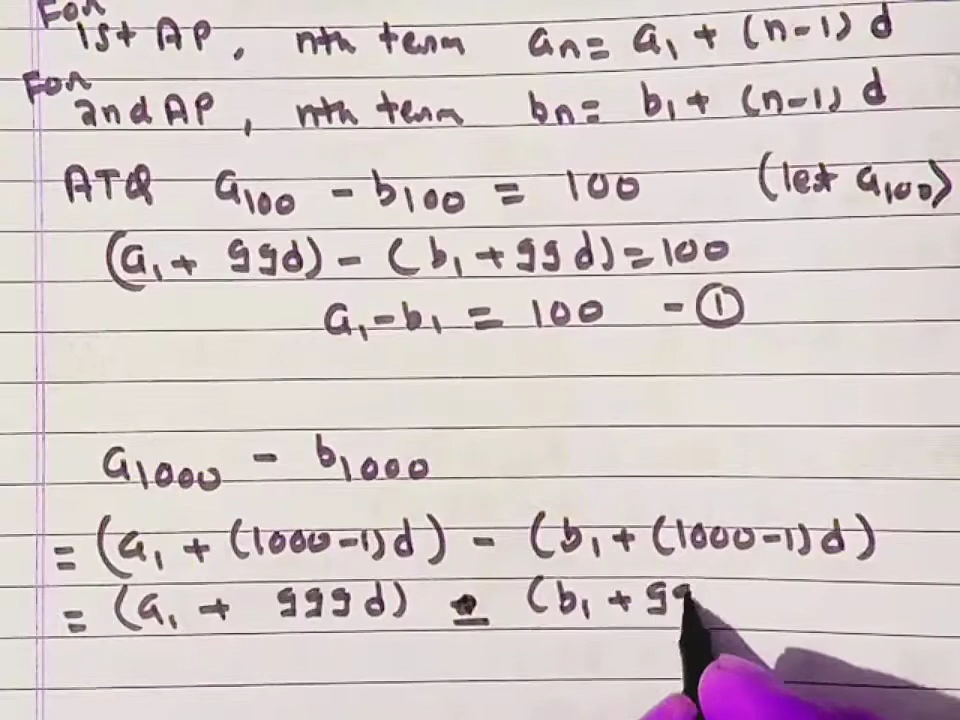 For 1st AP, nth term an = a1 + (n-1) d
For 2nd AP, nth term bn = b1 + (n-1) d
ATQ a100 - b100 = 100 (let a100)
(a1 + 99d) - (b1 + 99d) = 100
a1 - b1 = 100 - ①
a1000 - b1000
= (a1 + (1000-1)d) - (b1 + (1000-1)d)
= (a1 + 999d) - (b1 + 99